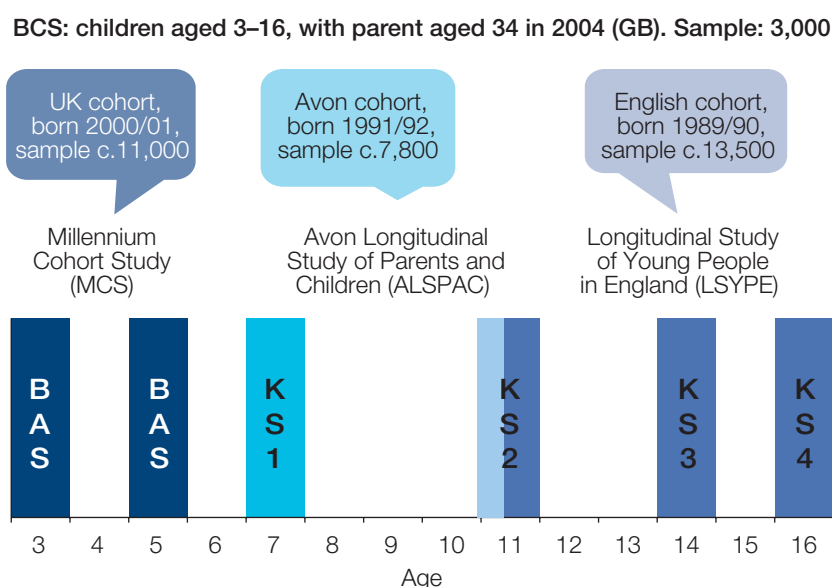 BCS: children aged 3–16, with parent aged 34 in 2004 (GB). Sample: 3,000
UK cohort,
born 2000/01,
sample c.11,000
Avon cohort,
born 1991/92,
sample c.7,800
English cohort,
born 1989/90,
sample c.13,500
Millennium
Cohort Study
(MCS)
Avon Longitudinal
Study of Parents and
Children (ALSPAC)
Longitudinal Study
of Young People
in England (LSYPE)
B
A
S
B
A
S
K
S
1
K
S
2
K
S
3
K
S
4
3 4 5 6 7 8 9 10 11 12 13 14 15 16
Age